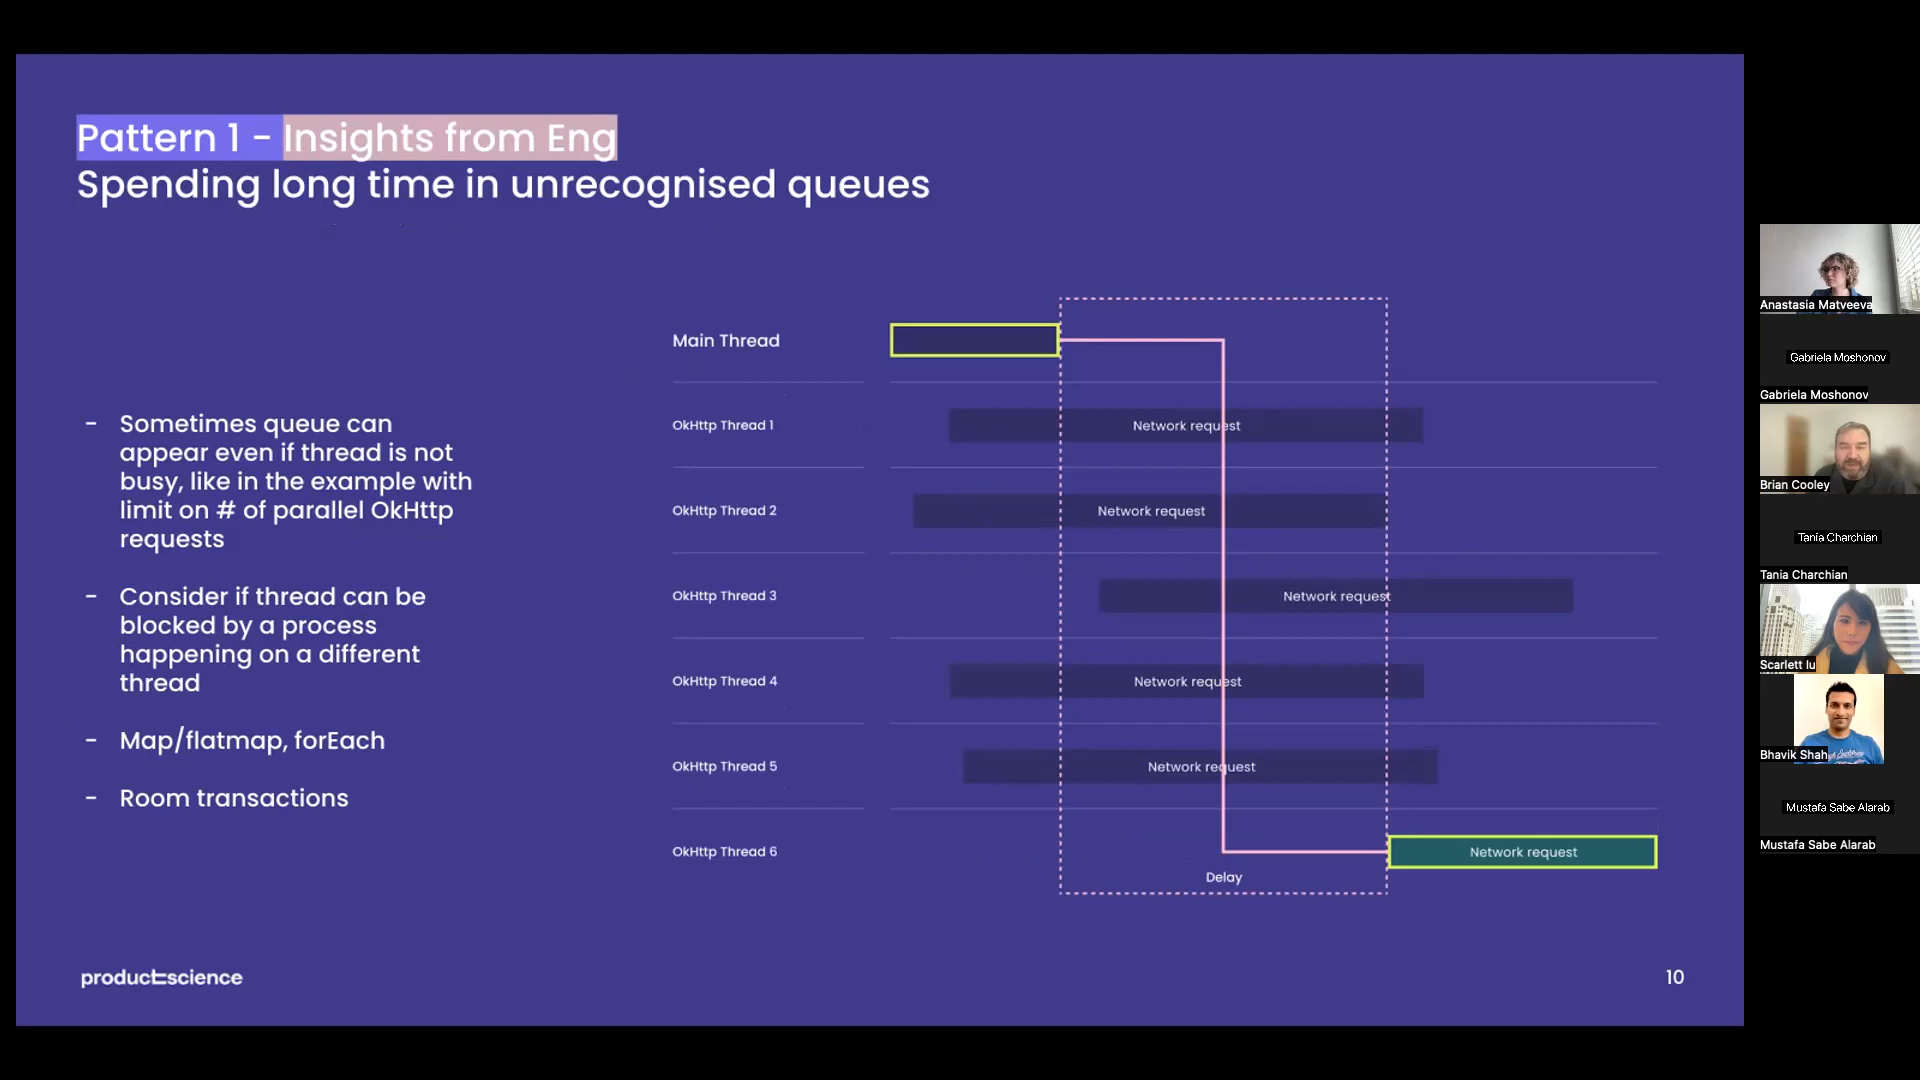 Pattern 1 - Insights from Eng
Spending long time in unrecognised queues
- Sometimes queue can
appear even if thread is not
busy, like in the example with
limit on # of parallel OkHttp
requests
- Consider if thread can be
blocked by a process
happening on a different
thread
- Map/flatmap, forEach
- Room transactions
Main Thread
OkHttp Thread 1
Network request
OkHttp Thread 2
Network request
OkHttp Thread 3
Network request
OkHttp Thread 4
Network request
OkHttp Thread 5
Network request
OkHttp Thread 6
Network request
Delay
productscience
10
Anastasia Matveeva
Gabriela Moshonov
Gabriela Moshonov
Brian Cooley
Tania Charchian
Tania Charchian
Scarlett lu
Bhavik Shah
Mustafa Sabe Alarab
Mustafa Sabe Alarab